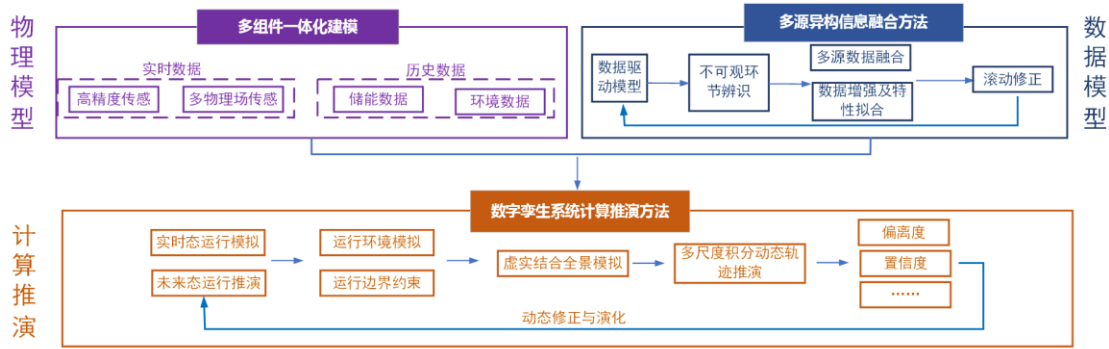 物理模型
多组件一体化建模
实时数据
高精度传感
多物理场传感
历史数据
储能数据
环境数据
多源异构信息融合方法
数据驱
动模型
不可观环
节辨识
多源数据融合
数据增强及特
性拟合
滚动修正
数据模型
计算推演
数字孪生系统计算推演方法
实时态运行模拟
未来态运行推演
运行环境模拟
运行边界约束
虚实结合全景模拟
多尺度积分动态轨
迹推演
偏离度
置信度
……
动态修正与演化